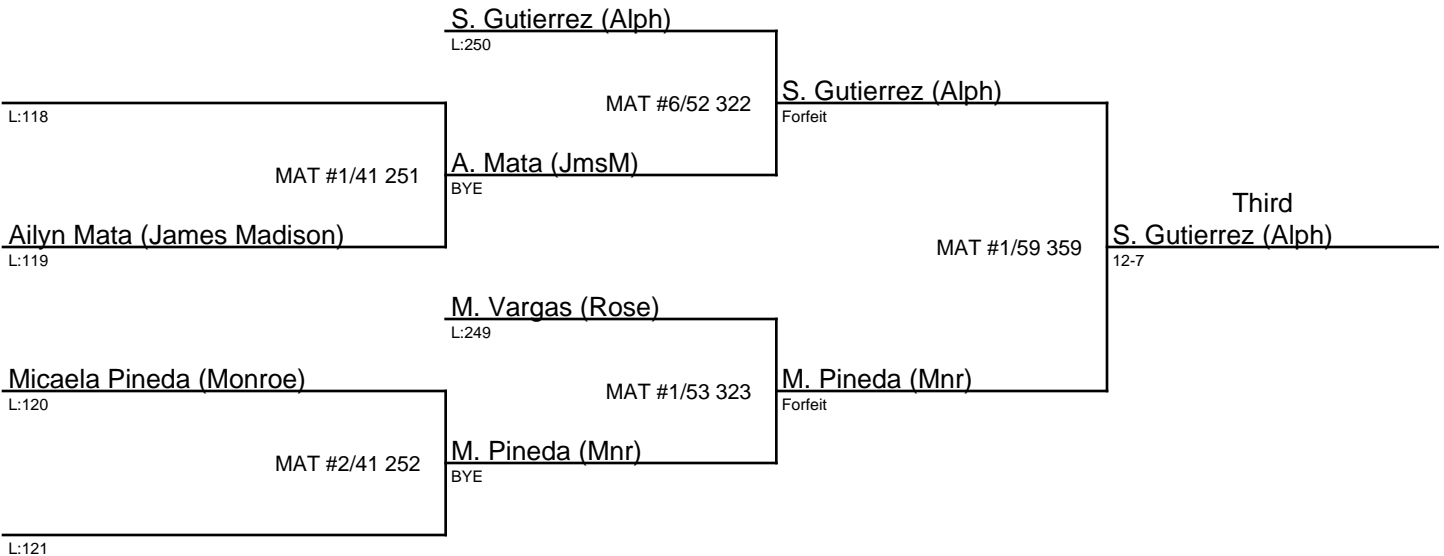 S. Gutierrez (Alph)
L:250
MAT #6/52 322
S. Gutierrez (Alph)
Forfeit
L:118
MAT #1/41 251
A. Mata (JmsM)
BYE
Third
Ailyn Mata (James Madison)
L:119
MAT #1/59 359
S. Gutierrez (Alph)
12-7
M. Vargas (Rose)
L:249
Micaela Pineda (Monroe)
L:120
MAT #1/53 323
M. Pineda (Mnr)
Forfeit
MAT #2/41 252
M. Pineda (Mnr)
BYE
L:121